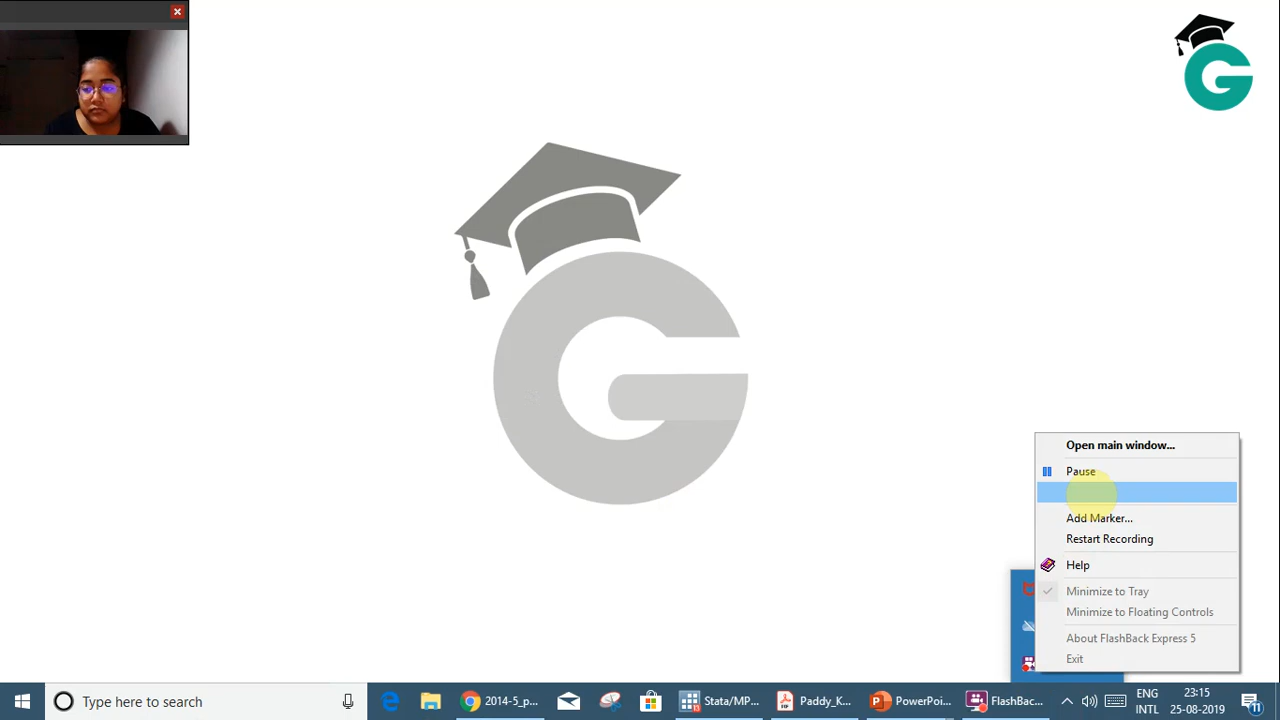 G
G
Open main window...
Pause
Add Marker...
Restart Recording
Help
Minimize to Tray
Minimize to Floating Controls
About FlashBack Express 5
Exit
Type here to search
2014-5_p...
Stata/MP...
Paddy_K...
PowerPoi...
FlashBac...
ENG
INTL
23:15
25-08-2019
11